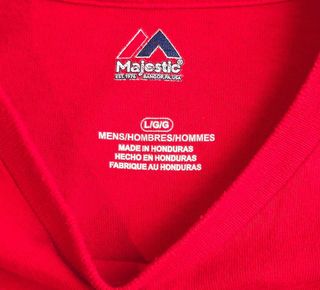 Majestic®
EST. 1976 BANGOR, PA, USA
L/G/G
MENS/HOMBRES/HOMMES
MADE IN HONDURAS
HECHO EN HONDURAS
FABRIQUE AU HONDURAS